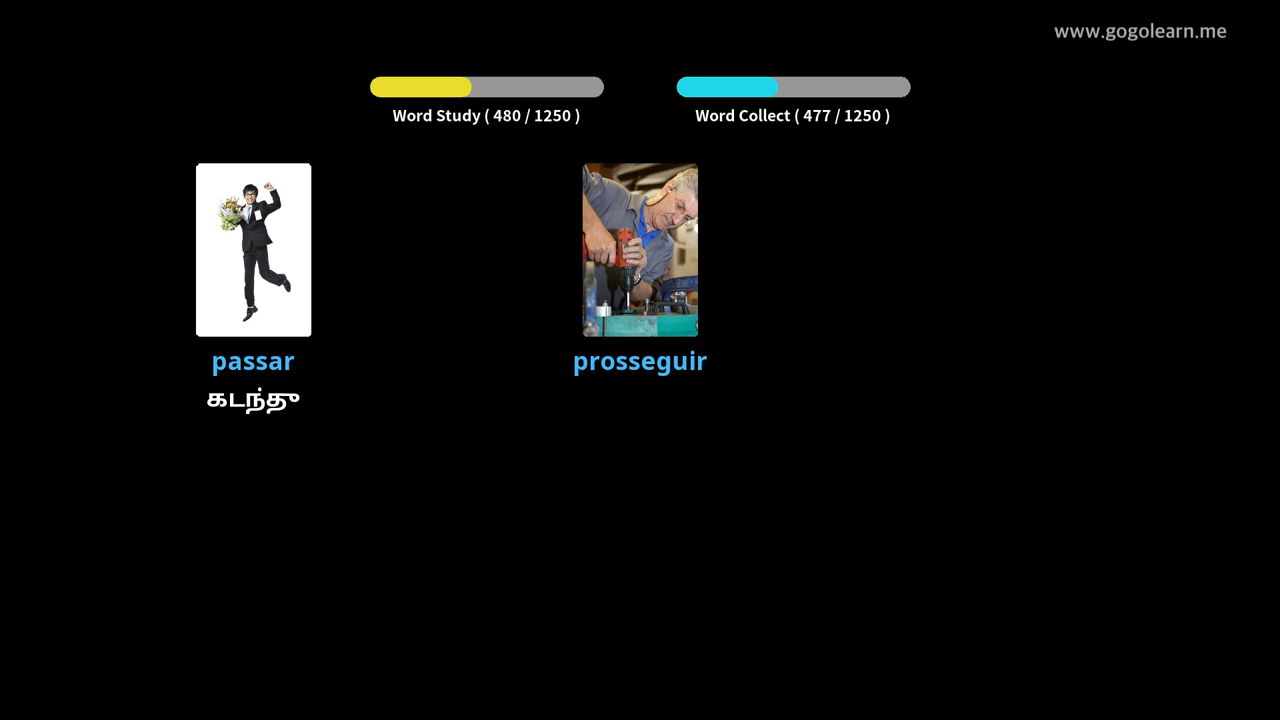 www.gogolearn.me
Word Study ( 480 / 1250 )
Word Collect ( 477 / 1250 )
passar
prosseguir
கடந்து